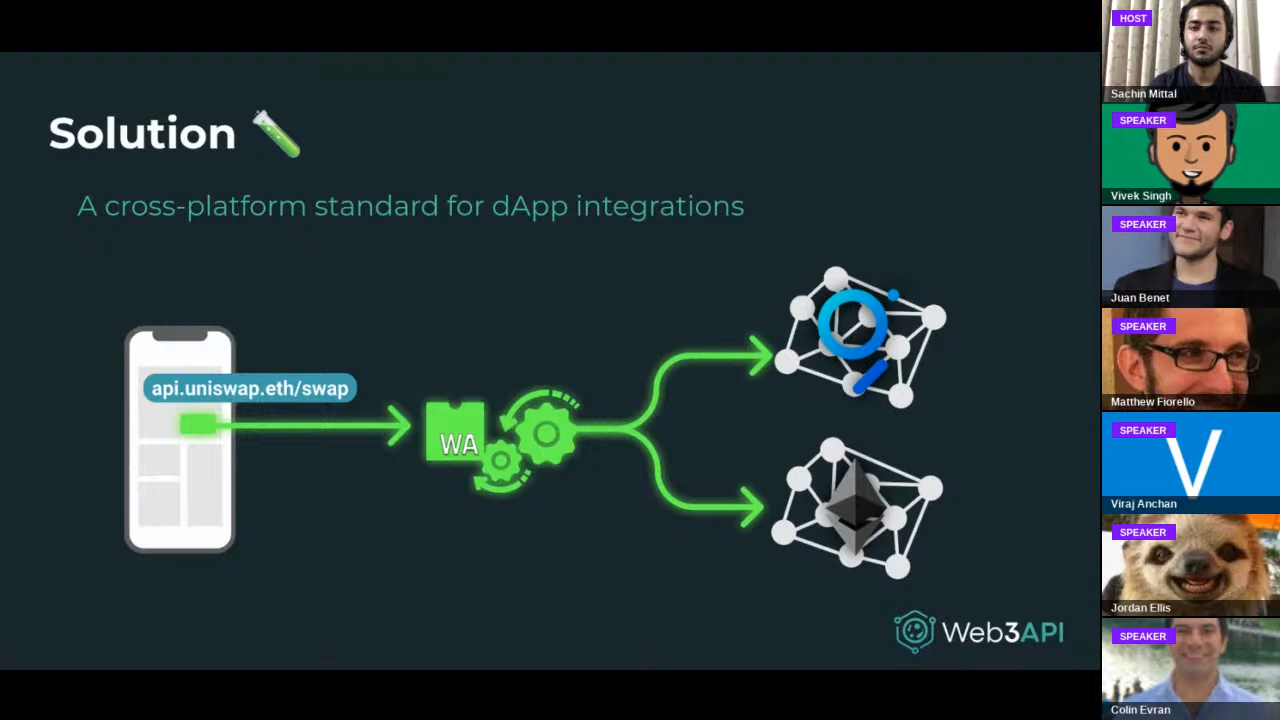 Solution
A cross-platform standard for dApp integrations
api.uniswap.eth/swap
WA
Web3API
HOST
Sachin Mittal
SPEAKER
Vivek Singh
SPEAKER
Juan Benet
SPEAKER
Matthew Fiorello
SPEAKER
V
Viraj Anchan
SPEAKER
Jordan Ellis
SPEAKER
Colin Evran